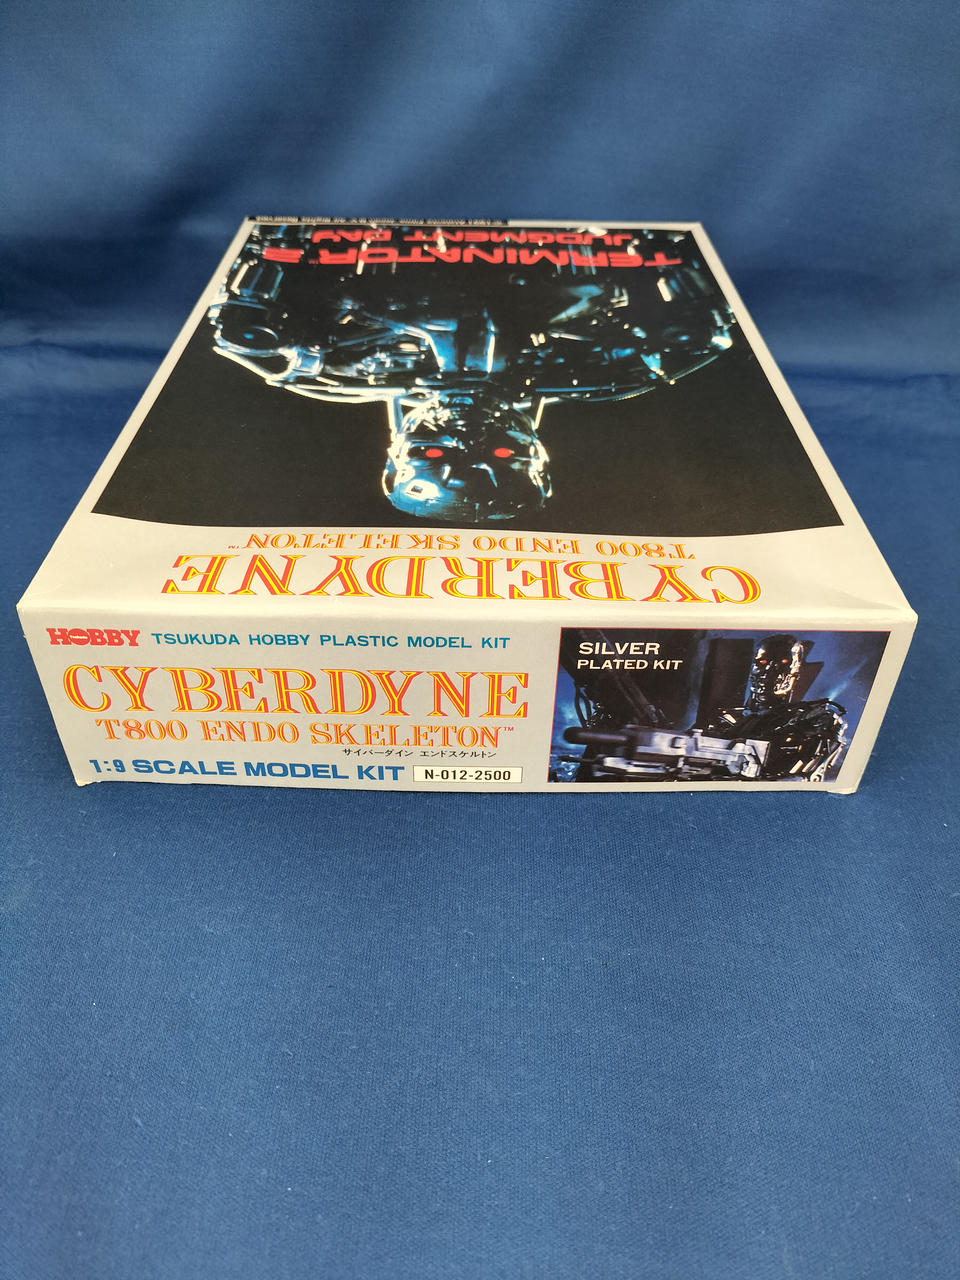 TERMINATOR 2™
JUDGMENT DAY
T800 ENDO SKELETON™
CYBERDYNE
HOBBY TSUKUDA HOBBY PLASTIC MODEL KIT
CYBERDYNE
T800 ENDO SKELETON™
サイバーダイン エンドスケルトン
1:9 SCALE MODEL KIT N-012-2500
SILVER
PLATED KIT